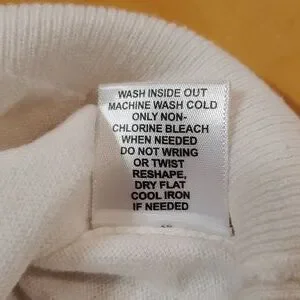 WASH INSIDE OUT
MACHINE WASH COLD
ONLY NON-
CHLORINE BLEACH
WHEN NEEDED
DO NOT WRING
OR TWIST
RESHAPE,
DRY FLAT
COOL IRON
IF NEEDED